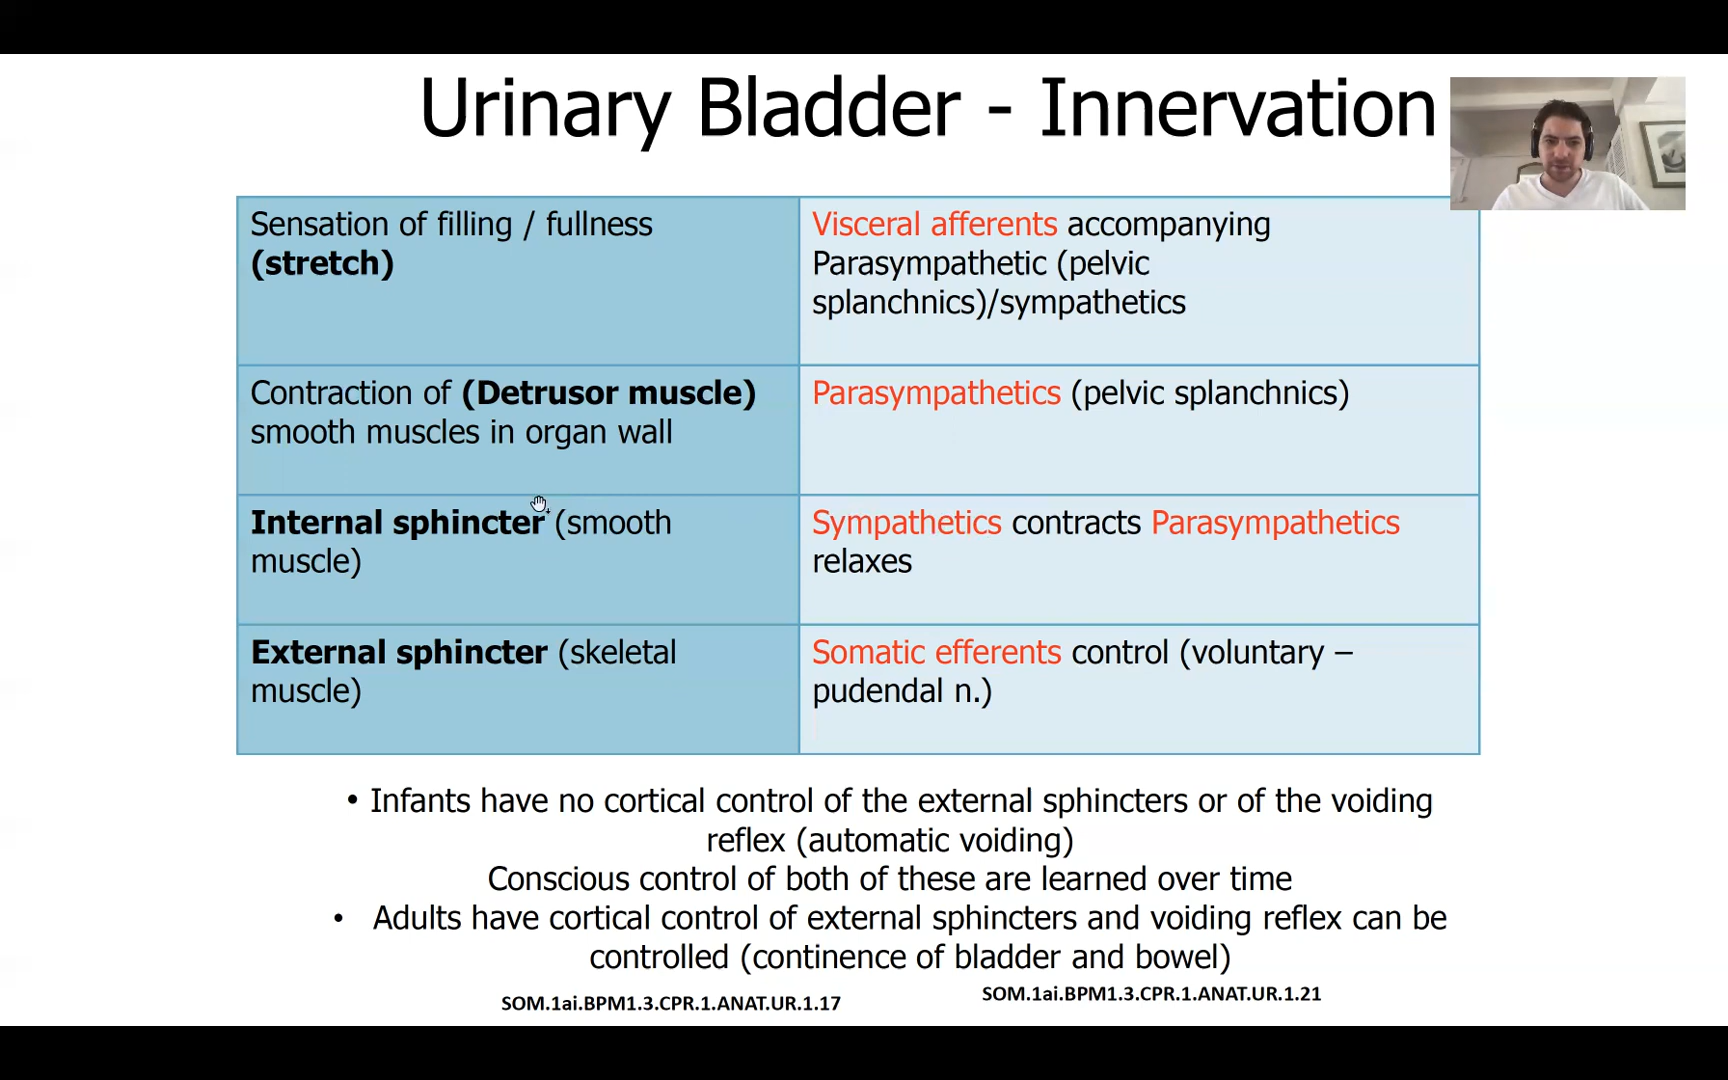 Urinary Bladder - Innervation
Sensation of filling / fullness
(stretch)
Visceral afferents accompanying
Parasympathetic (pelvic
splanchnics)/sympathetics
Contraction of (Detrusor muscle)
smooth muscles in organ wall
Parasympathetics (pelvic splanchnics)
Internal sphincter (smooth
muscle)
Sympathetics contracts Parasympathetics
relaxes
External sphincter (skeletal
muscle)
Somatic efferents control (voluntary –
pudendal n.)
• Infants have no cortical control of the external sphincters or of the voiding
reflex (automatic voiding)
Conscious control of both of these are learned over time
• Adults have cortical control of external sphincters and voiding reflex can be
controlled (continence of bladder and bowel)
SOM.1ai.BPM1.3.CPR.1.ANAT.UR.1.17
SOM.1ai.BPM1.3.CPR.1.ANAT.UR.1.21